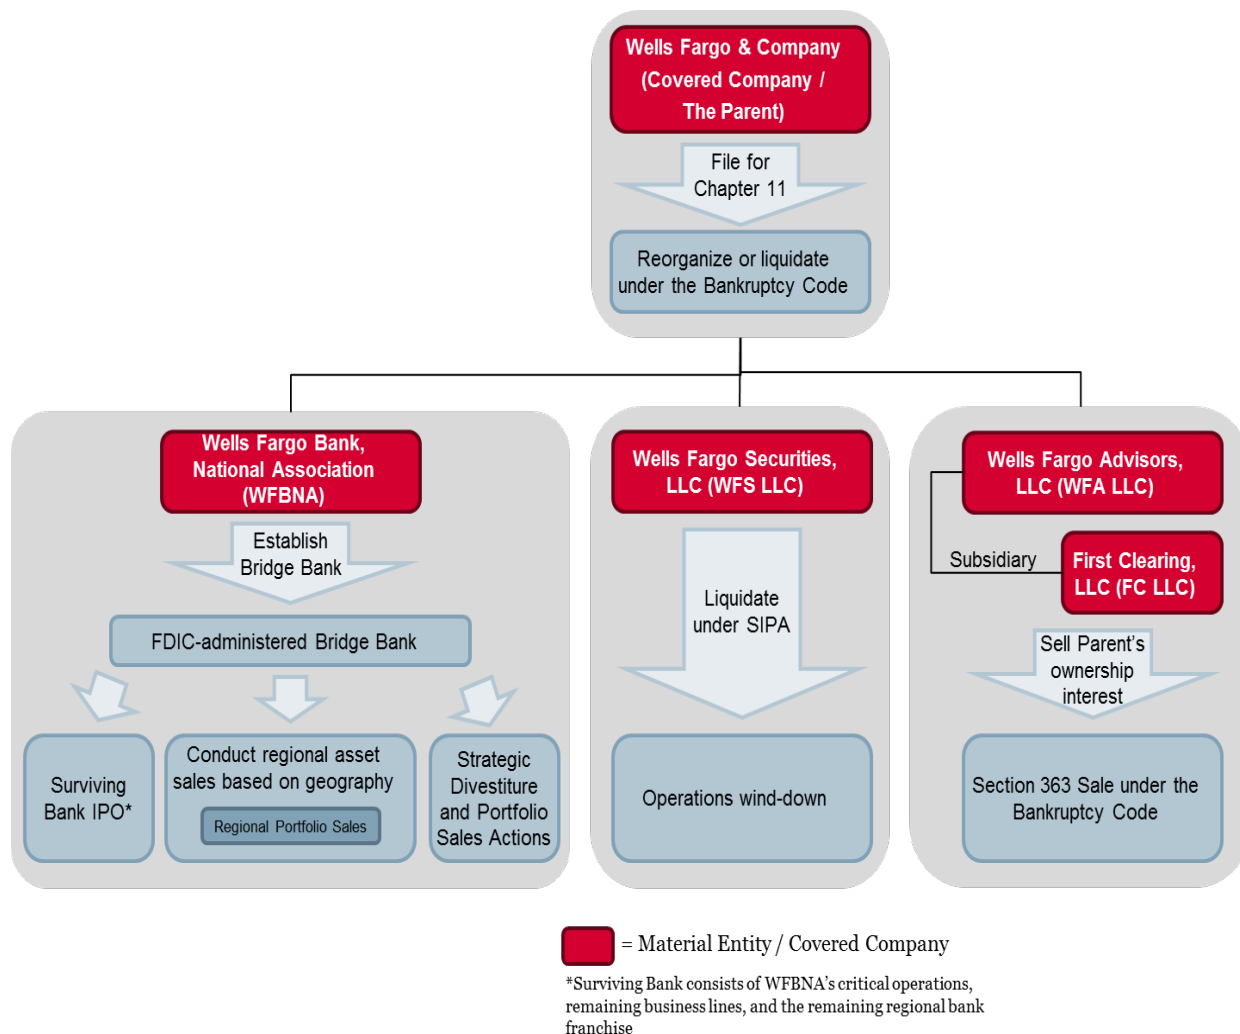 Wells Fargo & Company
(Covered Company /
The Parent)
File for
Chapter 11
Reorganize or liquidate
under the Bankruptcy Code
Wells Fargo Bank,
National Association
(WFBNA)
Establish
Bridge Bank
FDIC-administered Bridge Bank
Surviving
Bank IPO*
Conduct regional asset
sales based on geography
Regional Portfolio Sales
Strategic
Divestiture
and Portfolio
Sales Actions
Wells Fargo Securities,
LLC (WFS LLC)
Liquidate
under SIPA
Operations wind-down
Wells Fargo Advisors,
LLC (WFA LLC)
Subsidiary
First Clearing,
LLC (FC LLC)
Sell Parent's
ownership
interest
Section 363 Sale under the
Bankruptcy Code
= Material Entity / Covered Company
*Surviving Bank consists of WFBNA's critical operations,
remaining business lines, and the remaining regional bank
franchise